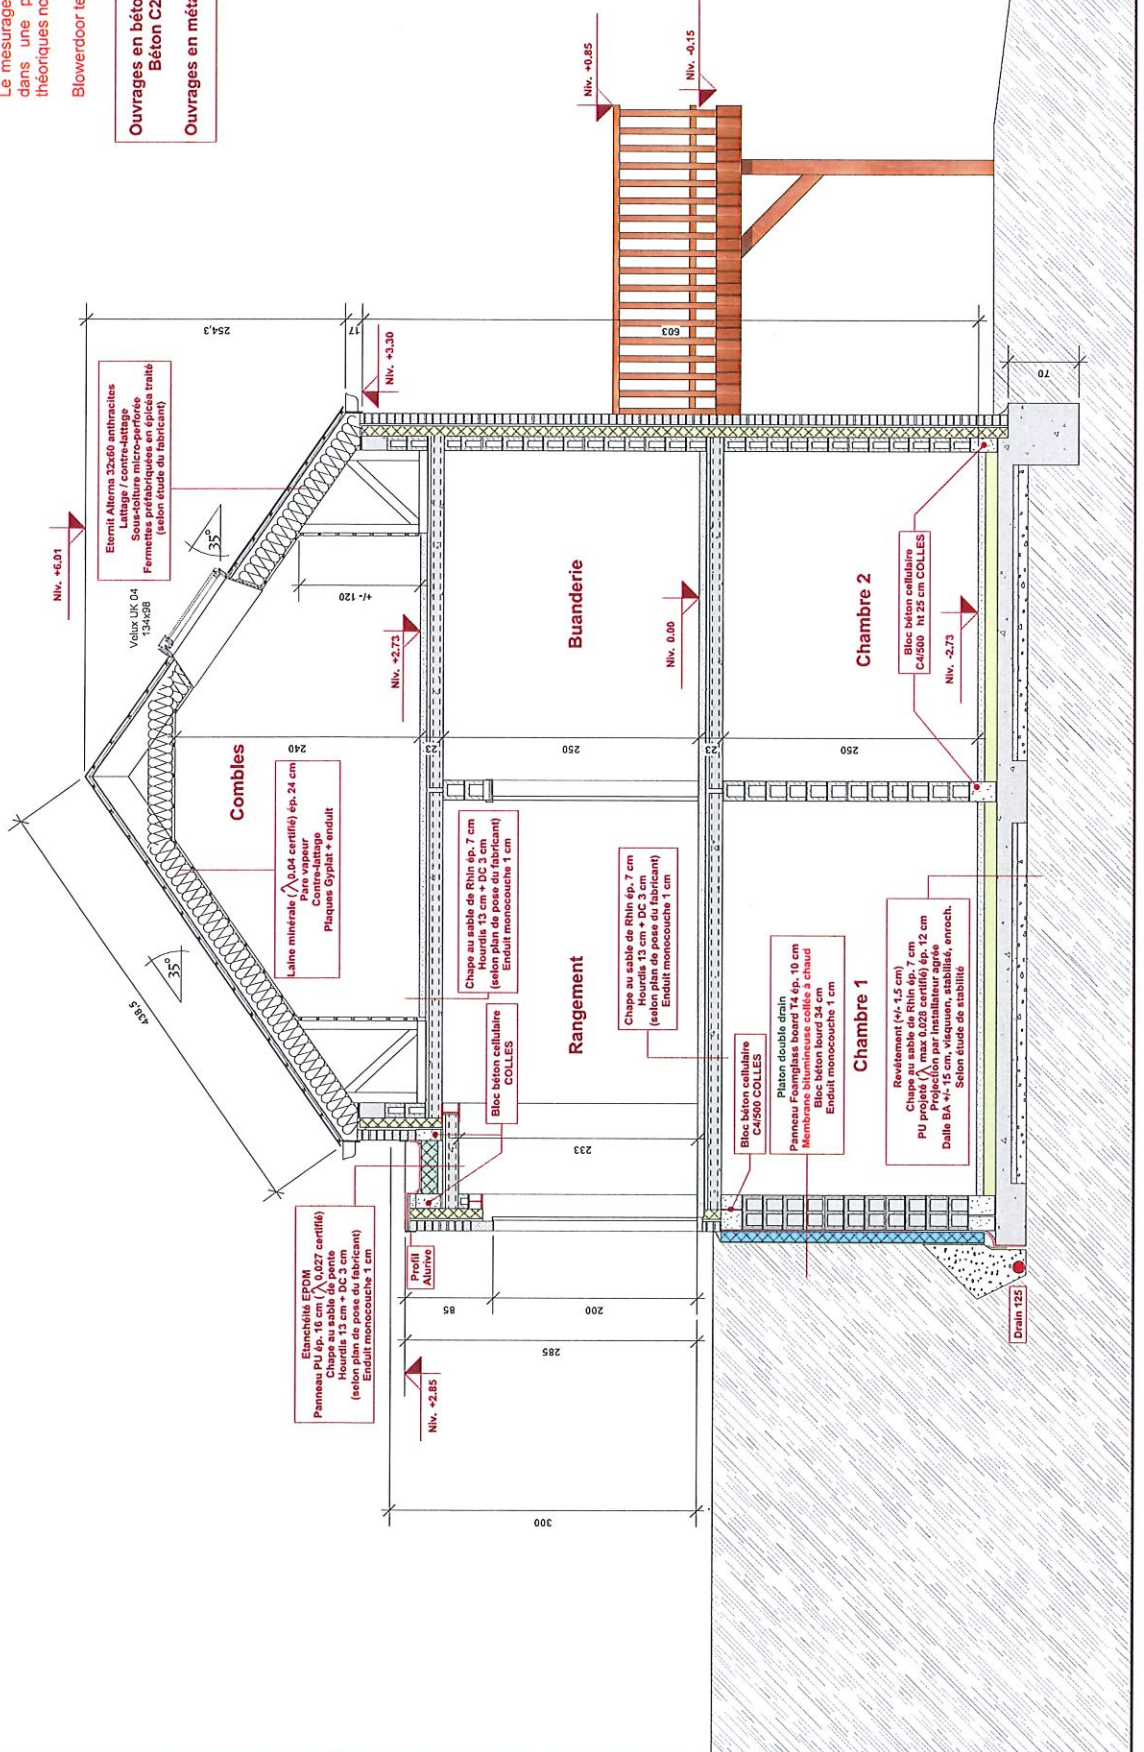 Le mesurage
dans une p
théoriques no
Blowerdoor te
Ouvrages en béto
Béton C2
Ouvrages en méta
Niv. +6.01
Eternit Alterna 32x60 anthracites
Lattage / contre-lattage
Sous-toiture micro-perforée
Fermettes préfabriquées en épicéa traité
(selon étude du fabricant)
Velux UK 04
134x98
35°
35°
438,5
254,3
17
Niv. +3.30
603
70
Niv. +0.85
Niv. -0.15
Combles
240
+/- 120
Niv. +2.73
Laine minérale (λ 0.04 certifié) ép. 24 cm
Pare vapeur
Contre-lattage
Plaques Gyplat + enduit
Chape au sable de Rhin ép. 7 cm
Hourdis 13 cm + DC 3 cm
(selon plan de pose du fabricant)
Enduit monocouche 1 cm
Bloc béton cellulaire
COLLES
23
Rangement
Buanderie
250
233
Niv. 0.00
Chape au sable de Rhin ép. 7 cm
Hourdis 13 cm + DC 3 cm
(selon plan de pose du fabricant)
Enduit monocouche 1 cm
23
Etanchéité EPDM
Panneau PU ép. 16 cm (λ 0,027 certifié)
Chape au sable de pente
Hourdis 13 cm + DC 3 cm
(selon plan de pose du fabricant)
Enduit monocouche 1 cm
Profil
Alurive
85
200
285
Niv. +2.85
300
Bloc béton cellulaire
C4/500 COLLES
Platon double drain
Panneau Foamglass board T4 ép. 10 cm
Membrane bitumineuse collée à chaud
Bloc béton lourd 34 cm
Enduit monocouche 1 cm
Chambre 1
Chambre 2
250
Bloc béton cellulaire
C4/500 ht 25 cm COLLES
Niv. -2.73
Revêtement (+/- 1.5 cm)
Chape au sable de Rhin ép. 7 cm
PU projeté (λ max 0.028 certifié) ép. 12 cm
Projection par installateur agrée
Dalle BA +/- 15 cm, visqueen, stabilisé, enroch.
Selon étude de stabilité
Drain 125